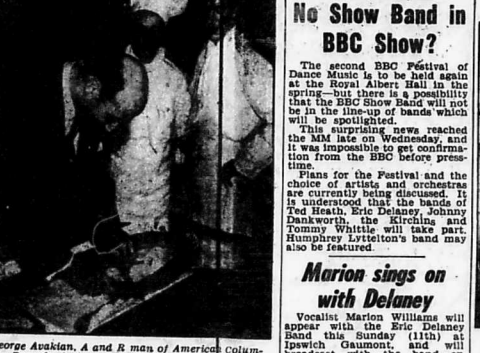 No Show Band in
BBC Show?
The second BBC Festival of
Dance Music is to be held again
at the Royal Albert Hall in the
spring—but there is a possibility
that the BBC Show Band will not
be in the line-up of bands which
will be spotlighted.
This surprising news reached
the MM late on Wednesday, and
it was impossible to get confirma-
tion from the BBC before press-
time.
Plans for the Festival and the
choice of artists and orchestras
are currently being discussed. It
is understood that the bands of
Ted Heath, Eric Delaney, Johnny
Dankworth, the Kirchins and
Tommy Whittle will take part.
Humphrey Lyttelton's band may
also be featured.
Marion sings on
with Delaney
Vocalist Marion Williams will
appear with the Eric Delaney
Band this Sunday (11th) at
Ipswich Gaumont, and will
eorge Avakian, A and R man of American Colum-